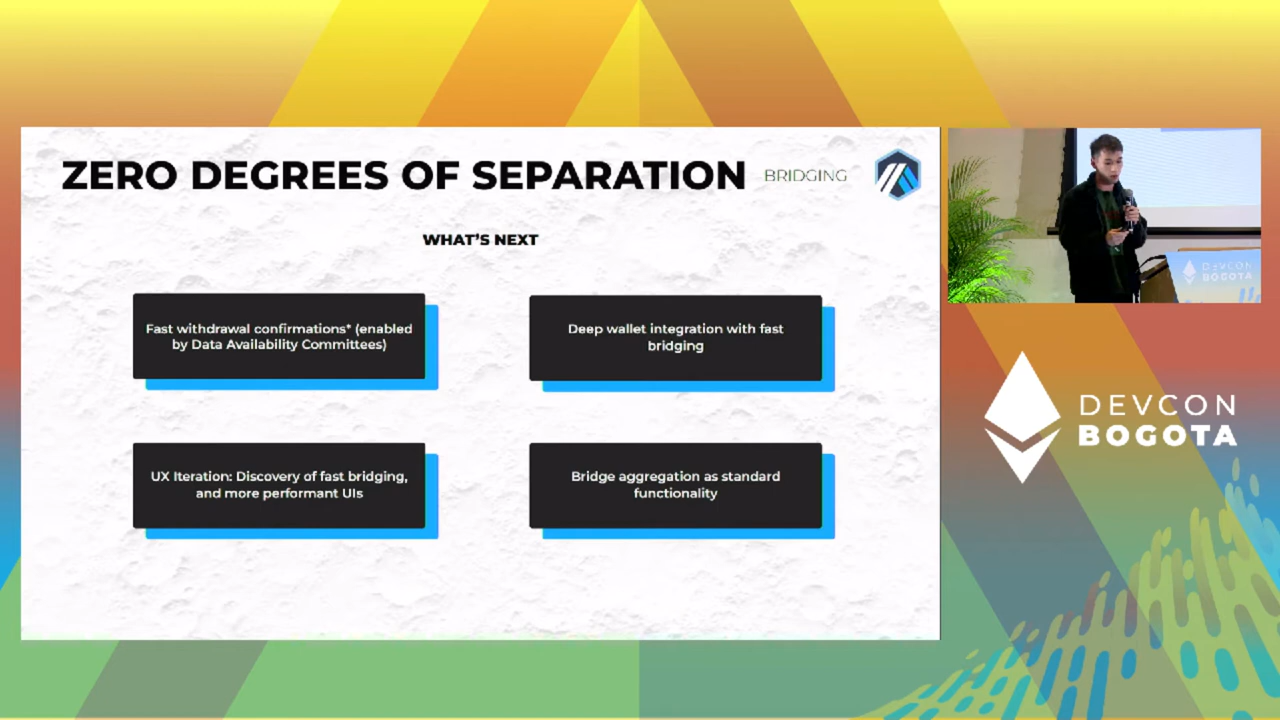 ZERO DEGREES OF SEPARATION
BRIDGING
WHAT'S NEXT
Fast withdrawal confirmations* (enabled
by Data Availability Committees)
Deep wallet integration with fast
bridging
UX Iteration: Discovery of fast bridging,
and more performant UIs
Bridge aggregation as standard
functionality
DEVCON
BOGOTA
DEVCON
BOGOTA